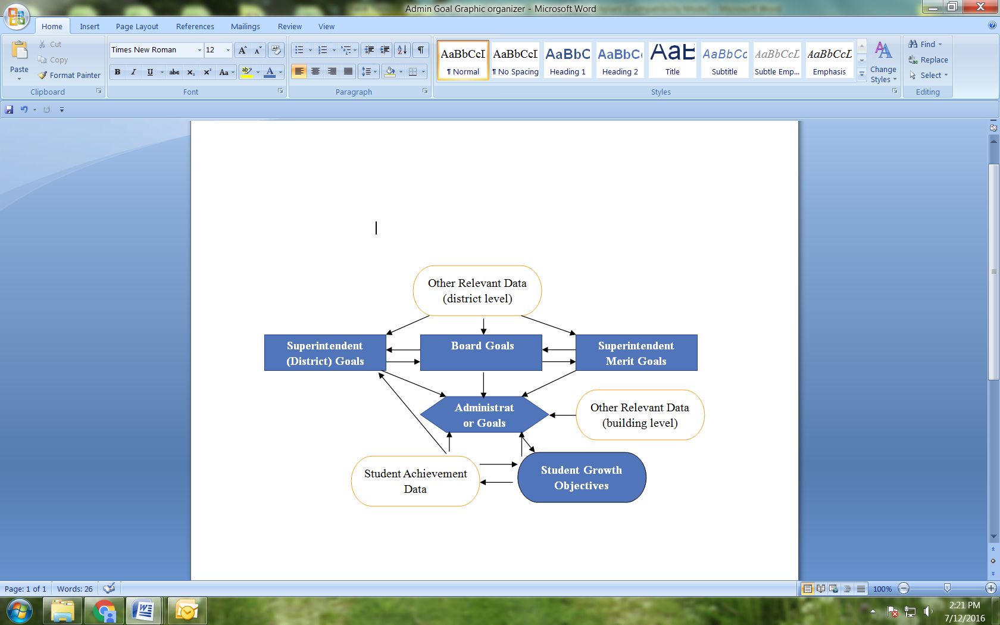 Admin Goal Graphic organizer - Microsoft Word
Home Insert Page Layout References Mailings Review View
Paste
Cut
Copy
Format Painter
Clipboard
Times New Roman 12
B I U abc x₂ x² Aa
Font
Paragraph
AaBbCcI AaBbCcI AaBbC AaBbC AaB AaBbCc AaBbCcL AaBbCcL
¶ Normal ¶ No Spacing Heading 1 Heading 2 Title Subtitle Subtle Emp... Emphasis
Change
Styles
Styles
Find
Replace
Select
Editing
Other Relevant Data
(district level)
Superintendent
(District) Goals
Board Goals
Superintendent
Merit Goals
Administrat
or Goals
Other Relevant Data
(building level)
Student Achievement
Data
Student Growth
Objectives
Page: 1 of 1 Words: 26
100%
2:21 PM
7/12/2016